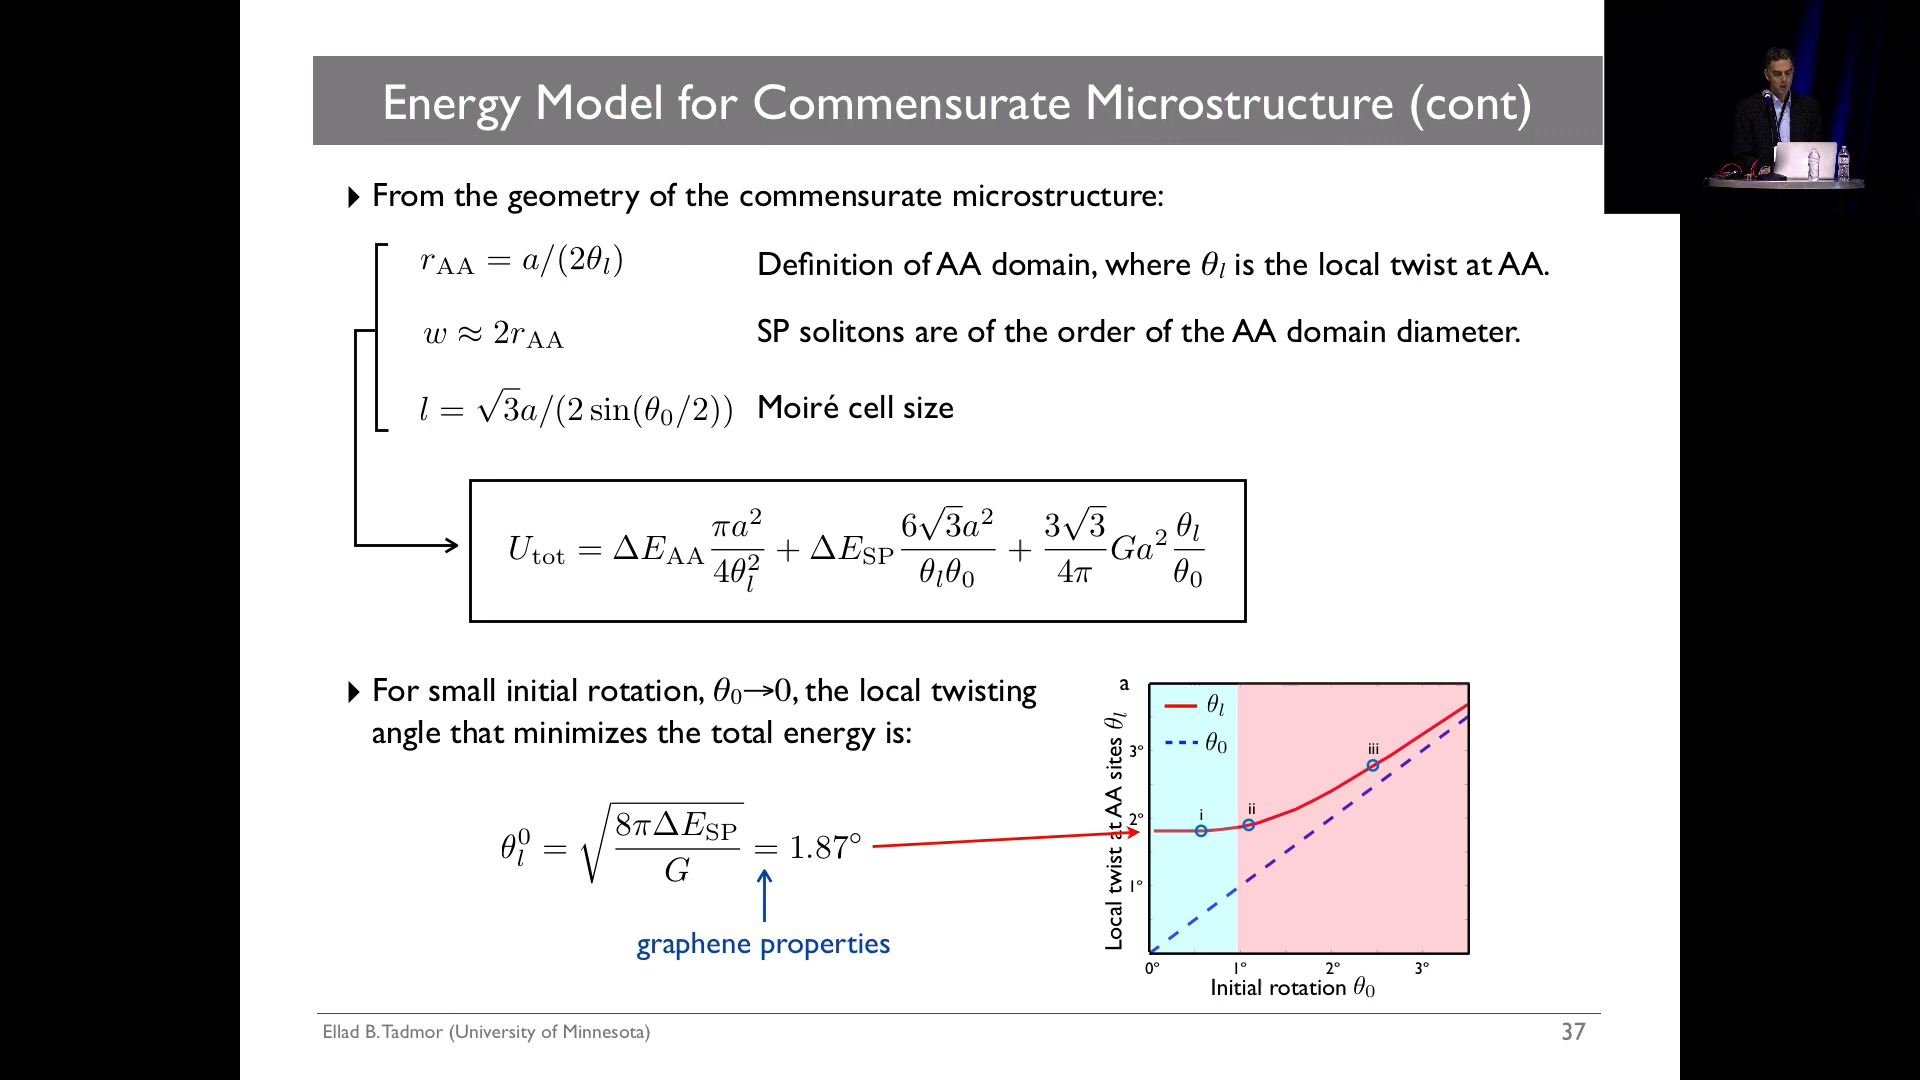 Energy Model for Commensurate Microstructure (cont)
From the geometry of the commensurate microstructure:
r_AA = a/(2θ_l) Definition of AA domain, where θ_l is the local twist at AA.
w ≈ 2r_AA SP solitons are of the order of the AA domain diameter.
l = √3a/(2 sin(θ_0/2)) Moiré cell size
U_tot = ΔE_AA πa²/4θ_l² + ΔE_SP 6√3a²/θ_lθ_0 + 3√3/4π Ga² θ_l/θ_0
For small initial rotation, θ_0→0, the local twisting
angle that minimizes the total energy is:
θ_l^0 = √(8πΔE_SP/G) = 1.87°
graphene properties
a
θ_l
θ_0
Local twist at AA sites θ_l
3°
2°
1°
i
ii
iii
0° 1° 2° 3°
Initial rotation θ_0
Ellad B. Tadmor (University of Minnesota)
37